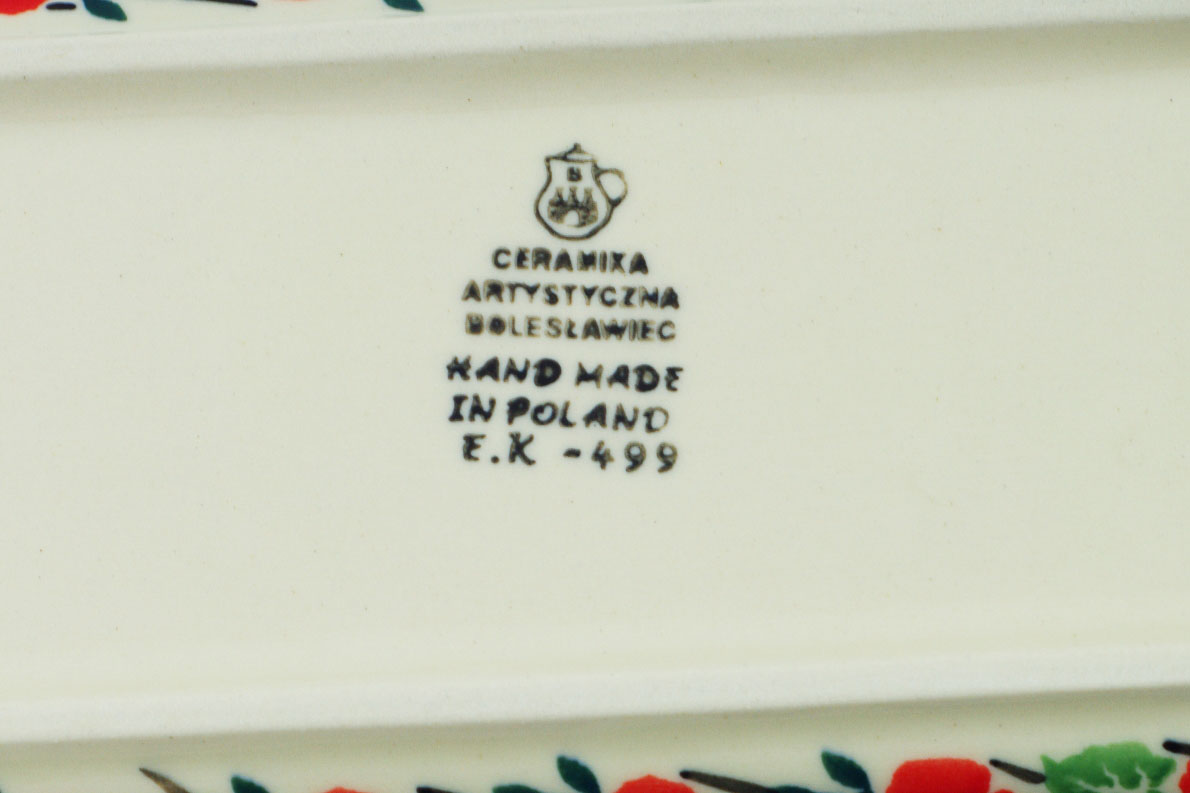 B
CERAMIKA
ARTYSTYCZNA
BOLESŁAWIEC
HAND MADE
IN POLAND
E.K -499